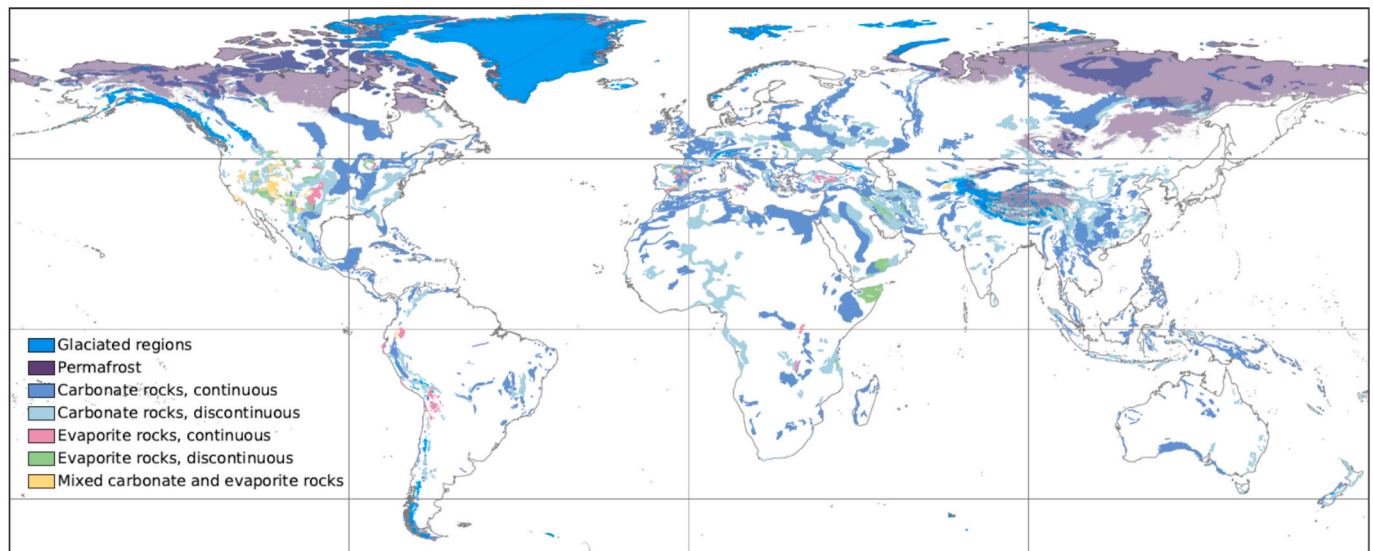 Glaciated regions
Permafrost
Carbonate rocks, continuous
Carbonate rocks, discontinuous
Evaporite rocks, continuous
Evaporite rocks, discontinuous
Mixed carbonate and evaporite rocks